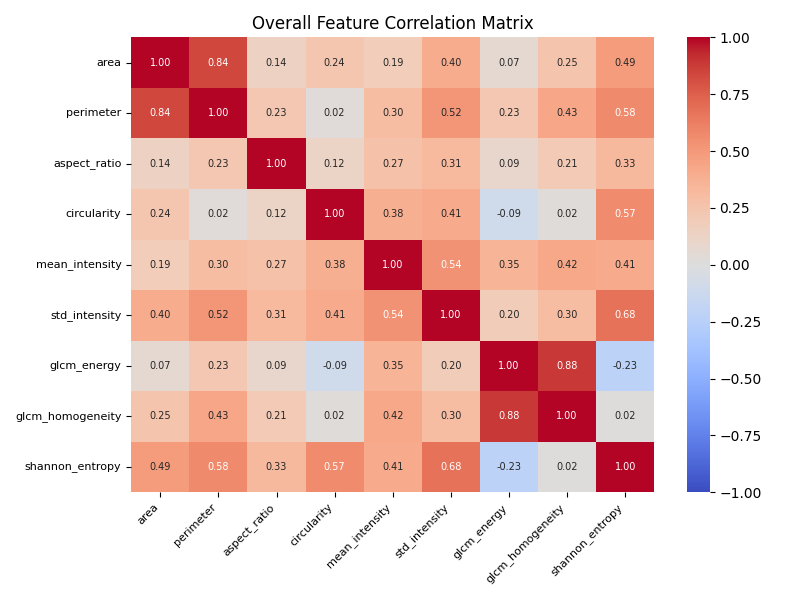 Overall Feature Correlation Matrix
area 1.00 0.84 0.14 0.24 0.19 0.40 0.07 0.25 0.49
perimeter 0.84 1.00 0.23 0.02 0.30 0.52 0.23 0.43 0.58
aspect_ratio 0.14 0.23 1.00 0.12 0.27 0.31 0.09 0.21 0.33
circularity 0.24 0.02 0.12 1.00 0.38 0.41 -0.09 0.02 0.57
mean_intensity 0.19 0.30 0.27 0.38 1.00 0.54 0.35 0.42 0.41
std_intensity 0.40 0.52 0.31 0.41 0.54 1.00 0.20 0.30 0.68
glcm_energy 0.07 0.23 0.09 -0.09 0.35 0.20 1.00 0.88 -0.23
glcm_homogeneity 0.25 0.43 0.21 0.02 0.42 0.30 0.88 1.00 0.02
shannon_entropy 0.49 0.58 0.33 0.57 0.41 0.68 -0.23 0.02 1.00
area perimeter aspect_ratio circularity mean_intensity std_intensity glcm_energy glcm_homogeneity shannon_entropy
1.00
0.75
0.50
0.25
0.00
−0.25
−0.50
−0.75
−1.00